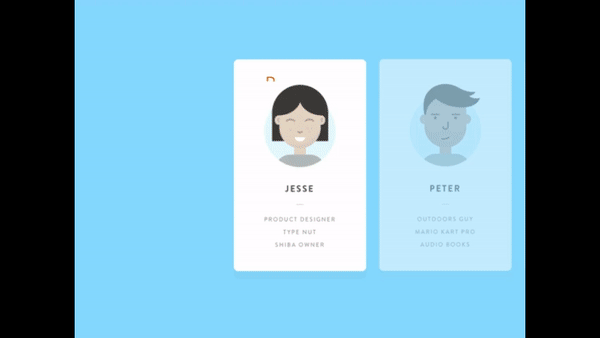 JESSE
PRODUCT DESIGNER
TYPE NUT
SHIBA OWNER
PETER
OUTDOORS GUY
MARIO KART PRO
AUDIO BOOKS